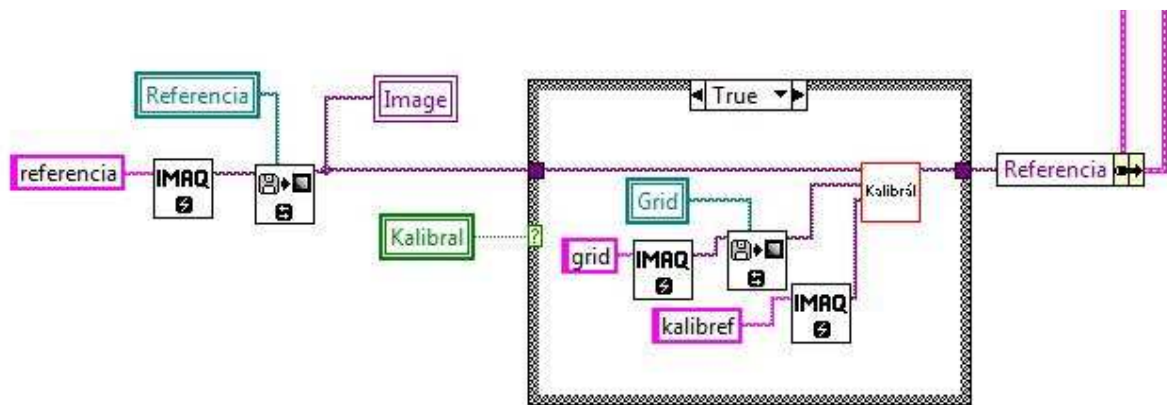 True
Referencia
Image
referencia
IMAQ
Referencia
Kalibrál
Grid
Kalibral
?
grid
IMAQ
kalibref
IMAQ